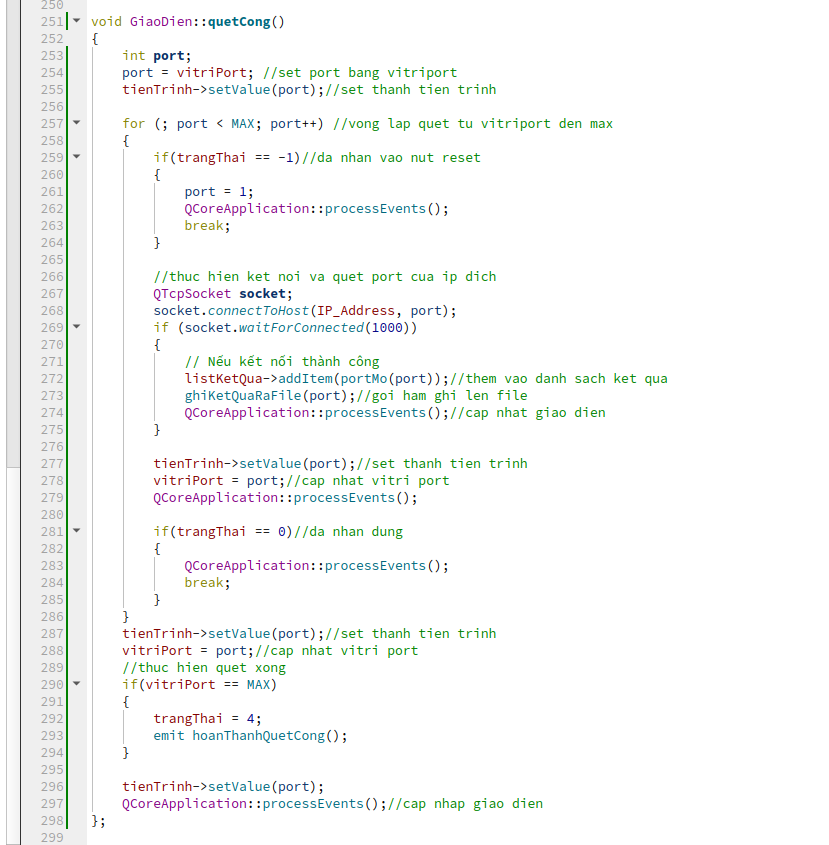 250
251 void GiaoDien::quetCong()
252 {
253 int port;
254 port = vitriPort; //set port bang vitriport
255 tienTrinh->setValue(port);//set thanh tien trinh
256
257 for (; port < MAX; port++) //vong lap quet tu vitriport den max
258 {
259 if(trangThai == -1)//da nhan vao nut reset
260 {
261 port = 1;
262 QCoreApplication::processEvents();
263 break;
264 }
265
266 //thuc hien ket noi va quet port cua ip dich
267 QTcpSocket socket;
268 socket.connectToHost(IP_Address, port);
269 if (socket.waitForConnected(1000))
270 {
271 // Nếu kết nối thành công
272 listKetQua->addItem(portMo(port));//them vao danh sach ket qua
273 ghiKetQuaRaFile(port);//goi ham ghi len file
274 QCoreApplication::processEvents();//cap nhat giao dien
275 }
276
277 tienTrinh->setValue(port);//set thanh tien trinh
278 vitriPort = port;//cap nhat vitri port
279 QCoreApplication::processEvents();
280
281 if(trangThai == 0)//da nhan dung
282 {
283 QCoreApplication::processEvents();
284 break;
285 }
286 }
287 tienTrinh->setValue(port);//set thanh tien trinh
288 vitriPort = port;//cap nhat vitri port
289 //thuc hien quet xong
290 if(vitriPort == MAX)
291 {
292 trangThai = 4;
293 emit hoanThanhQuetCong();
294 }
295
296 tienTrinh->setValue(port);
297 QCoreApplication::processEvents();//cap nhap giao dien
298 };
299